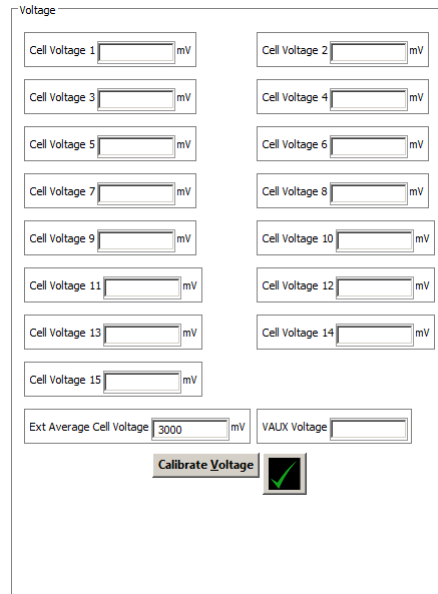 Voltage
Cell Voltage 1 mV Cell Voltage 2 mV
Cell Voltage 3 mV Cell Voltage 4 mV
Cell Voltage 5 mV Cell Voltage 6 mV
Cell Voltage 7 mV Cell Voltage 8 mV
Cell Voltage 9 mV Cell Voltage 10 mV
Cell Voltage 11 mV Cell Voltage 12 mV
Cell Voltage 13 mV Cell Voltage 14 mV
Cell Voltage 15 mV
Ext Average Cell Voltage 3000 mV VAUX Voltage
Calibrate Voltage